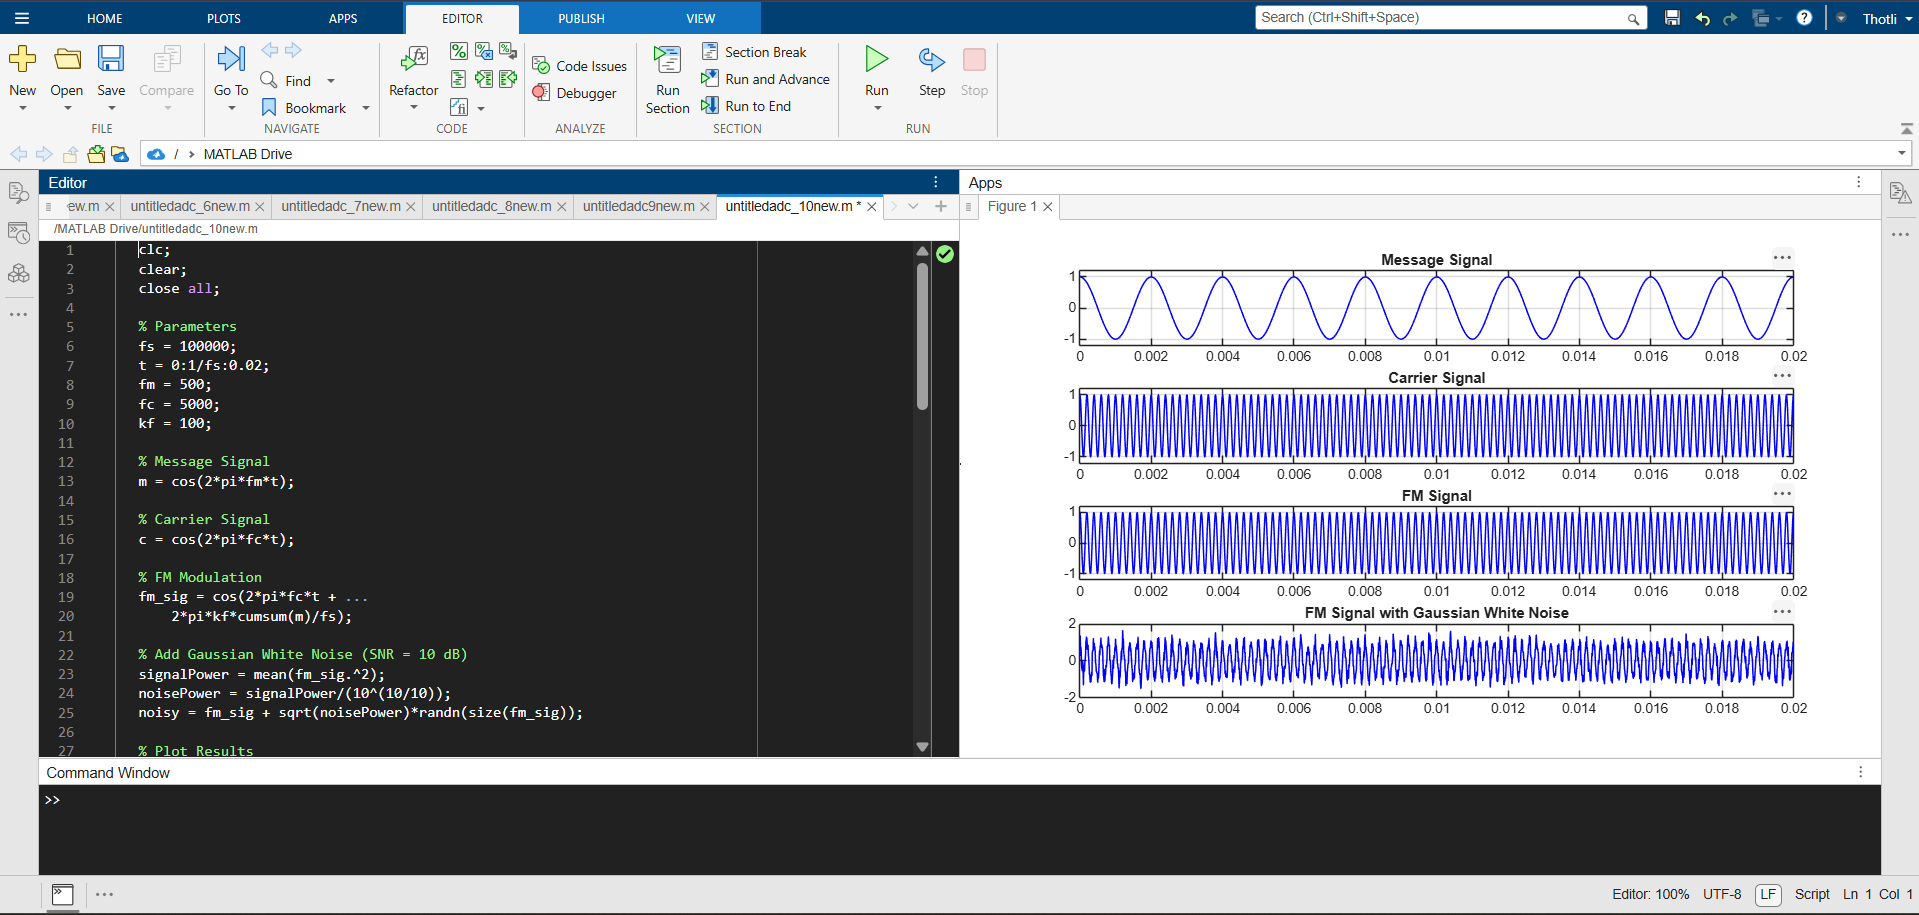 HOME PLOTS APPS EDITOR PUBLISH VIEW Search (Ctrl+Shift+Space) ? Thotli
New Open Save Compare
FILE
Go To Find Bookmark
NAVIGATE
Refactor
CODE
Code Issues
Debugger
ANALYZE
Run Section
Section Break
Run and Advance
Run to End
SECTION
Run Step Stop
RUN
/ › MATLAB Drive
Editor
ew.m × untitledadc_6new.m × untitledadc_7new.m × untitledadc_8new.m × untitledadc9new.m × untitledadc_10new.m * × +
/MATLAB Drive/untitledadc_10new.m
1 clc;
2 clear;
3 close all;
4
5 % Parameters
6 fs = 100000;
7 t = 0:1/fs:0.02;
8 fm = 500;
9 fc = 5000;
10 kf = 100;
11
12 % Message Signal
13 m = cos(2*pi*fm*t);
14
15 % Carrier Signal
16 c = cos(2*pi*fc*t);
17
18 % FM Modulation
19 fm_sig = cos(2*pi*fc*t + ...
20 2*pi*kf*cumsum(m)/fs);
21
22 % Add Gaussian White Noise (SNR = 10 dB)
23 signalPower = mean(fm_sig.^2);
24 noisePower = signalPower/(10^(10/10));
25 noisy = fm_sig + sqrt(noisePower)*randn(size(fm_sig));
26
27 % Plot Results
Apps
Figure 1 ×
Message Signal
1
0
-1
0 0.002 0.004 0.006 0.008 0.01 0.012 0.014 0.016 0.018 0.02
Carrier Signal
1
0
-1
0 0.002 0.004 0.006 0.008 0.01 0.012 0.014 0.016 0.018 0.02
FM Signal
1
0
-1
0 0.002 0.004 0.006 0.008 0.01 0.012 0.014 0.016 0.018 0.02
FM Signal with Gaussian White Noise
2
0
-2
0 0.002 0.004 0.006 0.008 0.01 0.012 0.014 0.016 0.018 0.02
Command Window
>>
Editor: 100% UTF-8 LF Script Ln 1 Col 1